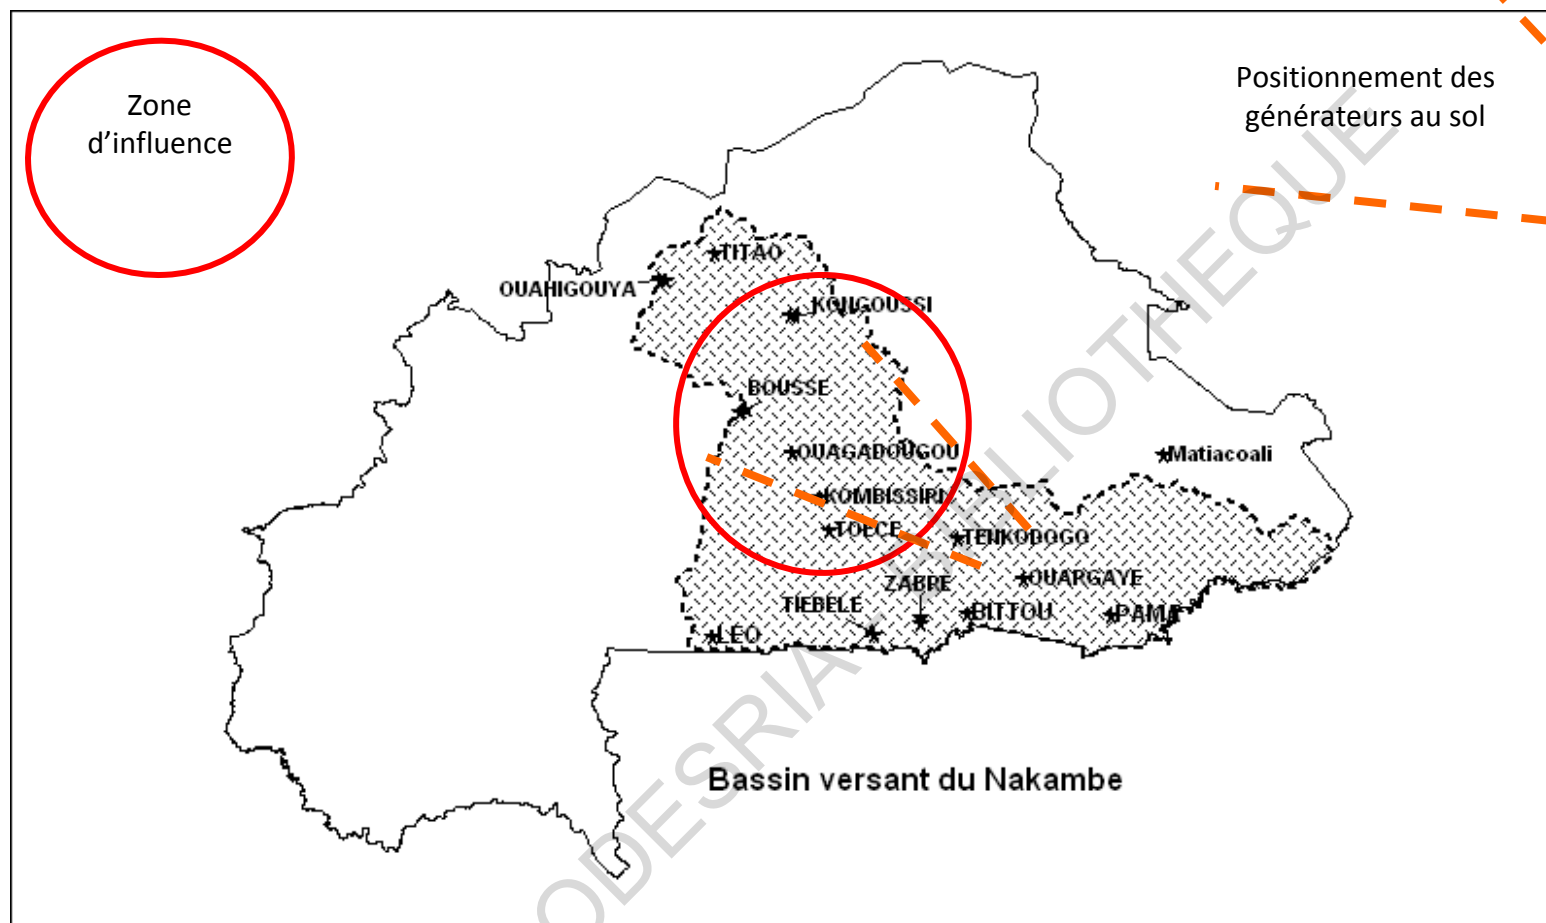 Zone
d'influence
Positionnement des
générateurs au sol
TITAO
OUAHIGOUYA
KONGOUSSI
BOUSSE
OUAGADOUGOU
Matiacoali
KOMBISSIRI
TOECE
TENKODOGO
ZABRE
OUARGAYE
TIEBELE
BITTOU
PAMA
LEO
Bassin versant du Nakambe
ODESRIA - BIBLIOTHEQUE